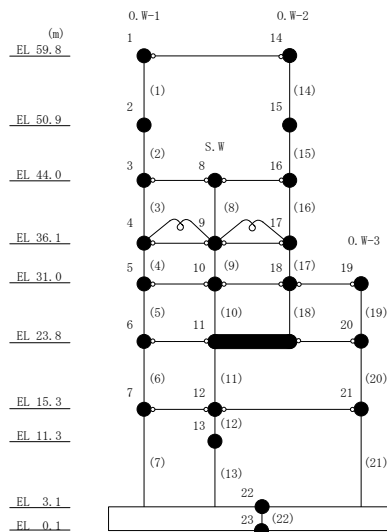 O.W-1 O.W-2
(m) 1 14
EL 59.8
(1) (14)
2 15
EL 50.9
(2) S.W (15)
3 8 16
EL 44.0
(3) (8) (16)
4 9 17
EL 36.1 O.W-3
5 (4) 10 (9) 18 (17) 19
EL 31.0
(5) (10) (18) (19)
6 11 20
EL 23.8
(6) (11) (20)
7 12 21
EL 15.3
13 (12)
EL 11.3
(7) (13) (21)
22
EL 3.1
23 (22)
EL 0.1